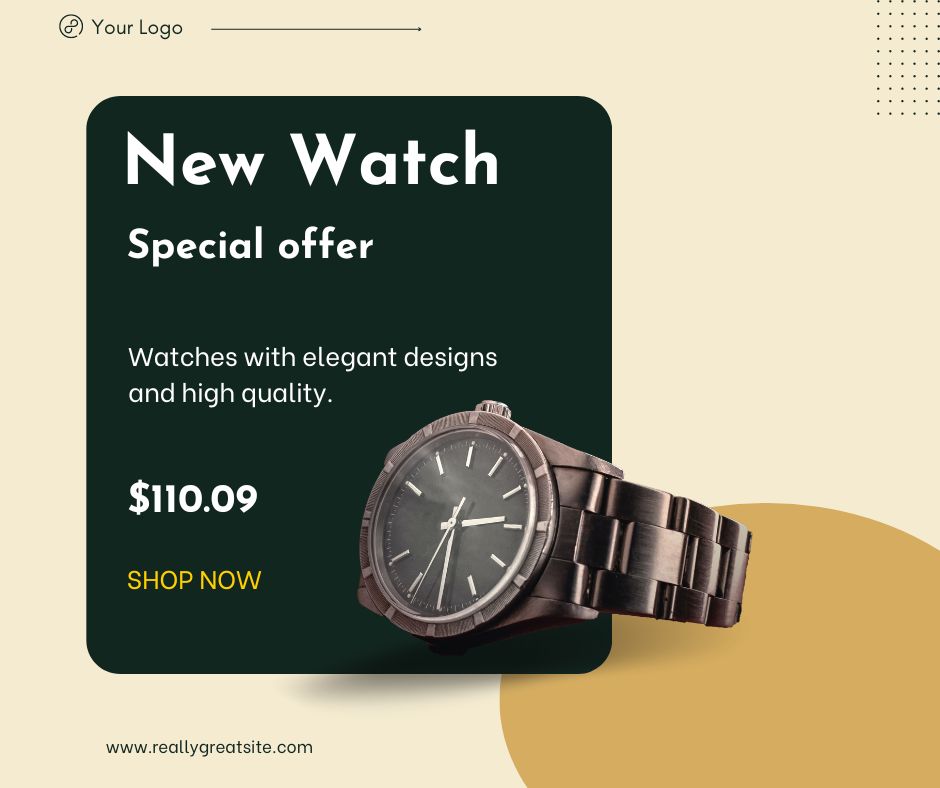 Your Logo
New Watch
Special offer
Watches with elegant designs
and high quality.
$110.09
SHOP NOW
www.reallygreatsite.com